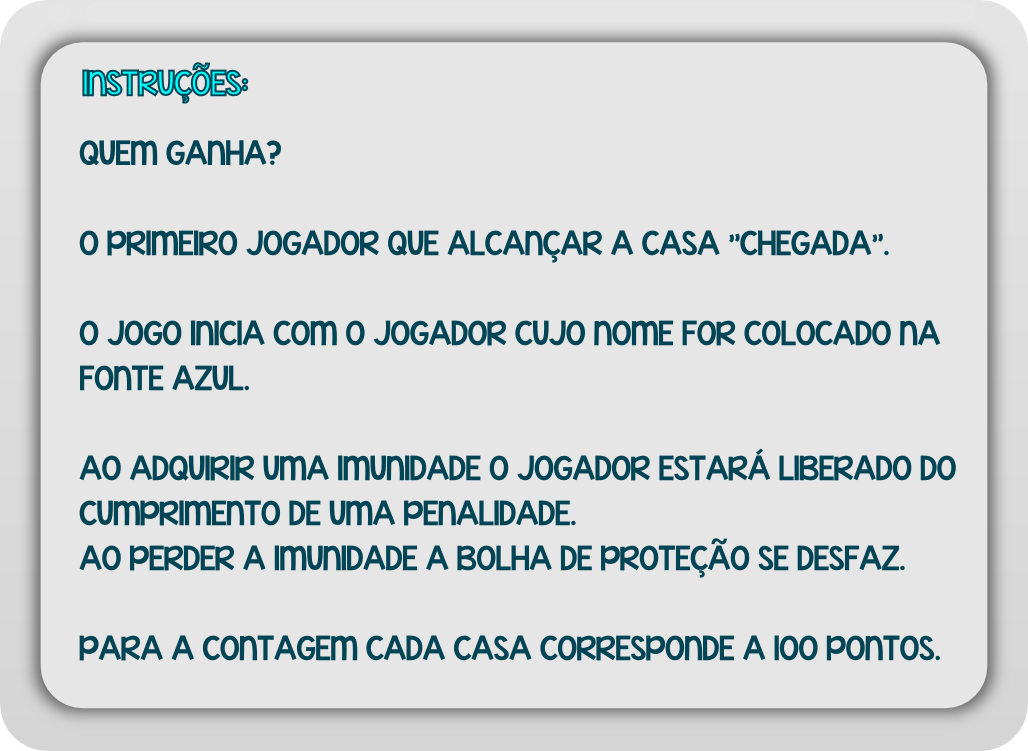 INSTRUÇÕES:
QUEM GANHA?
O PRIMEIRO JOGADOR QUE ALCANÇAR A CASA "CHEGADA".
O JOGO INICIA COM O JOGADOR CUJO NOME FOR COLOCADO NA
FONTE AZUL.
AO ADQUIRIR UMA IMUNIDADE O JOGADOR ESTARÁ LIBERADO DO
CUMPRIMENTO DE UMA PENALIDADE.
AO PERDER A IMUNIDADE A BOLHA DE PROTEÇÃO SE DESFAZ.
PARA A CONTAGEM CADA CASA CORRESPONDE A 100 PONTOS.